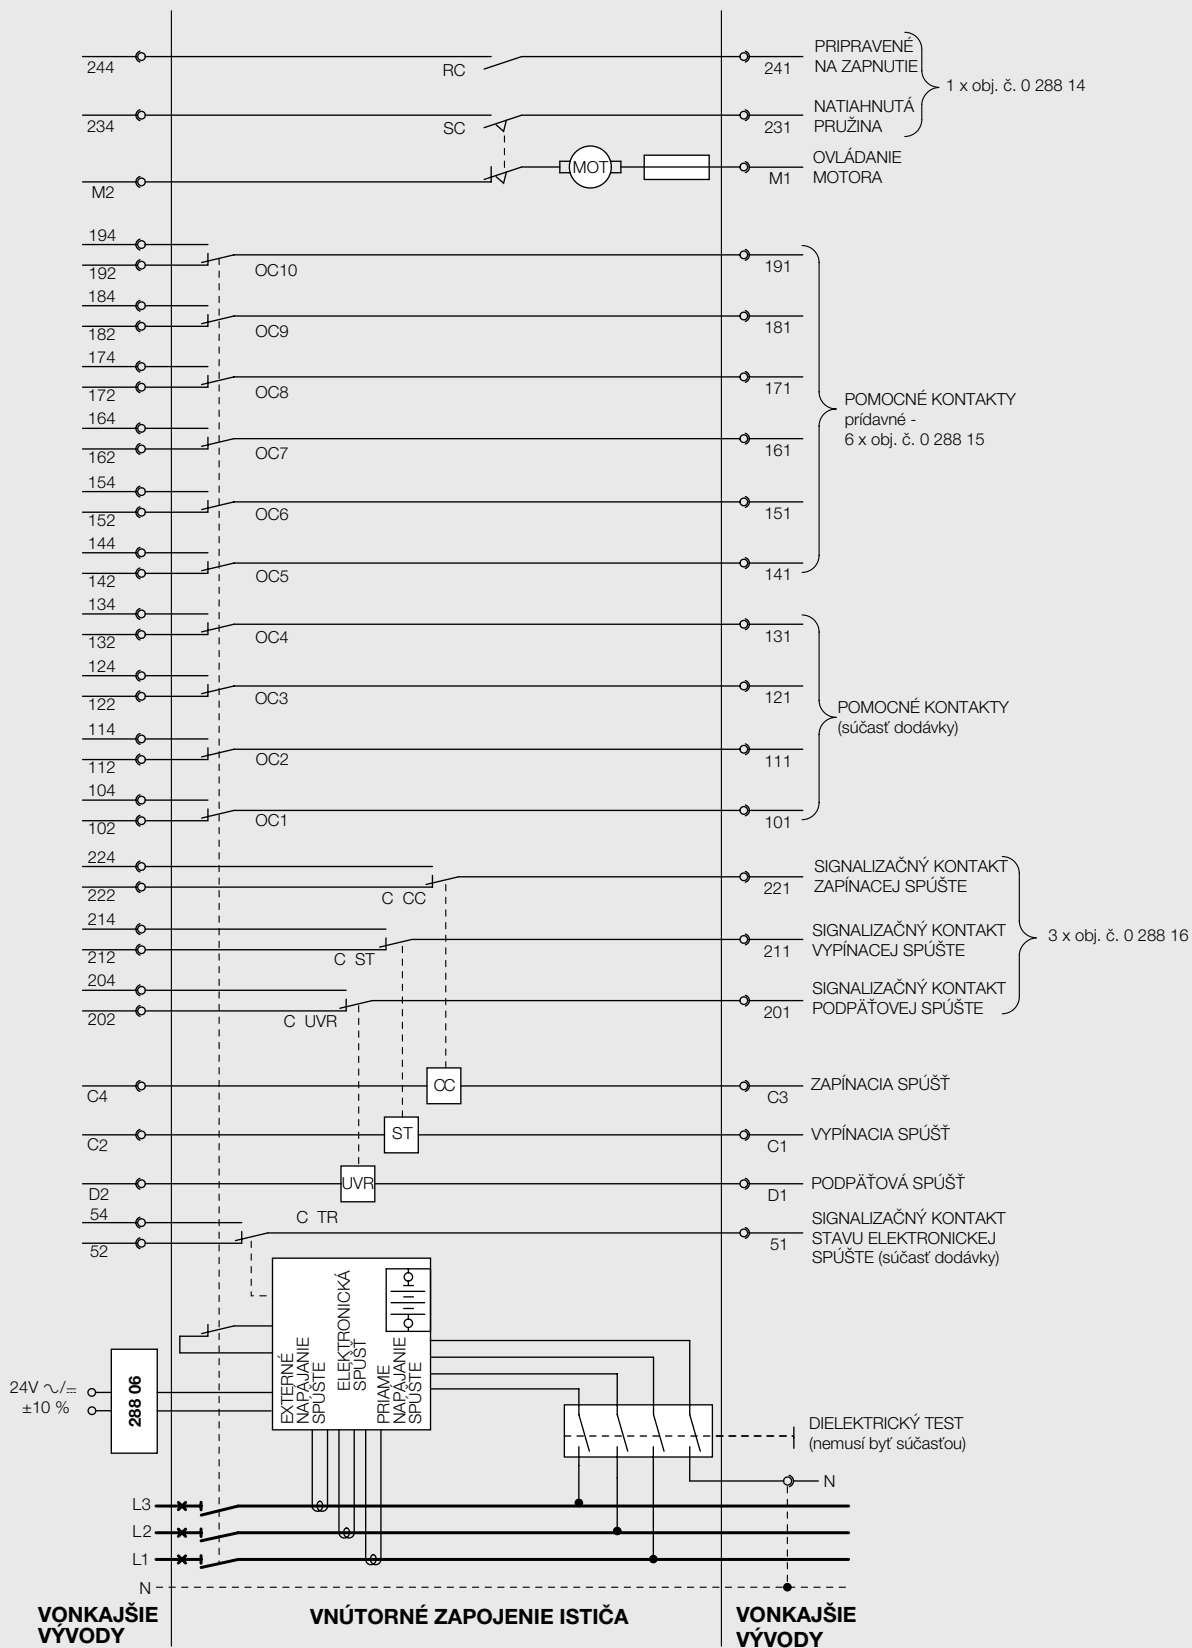 244
RC
241
PRIPRAVENÉ
NA ZAPNUTIE
1 x obj. č. 0 288 14
234
SC
231
NATIAHNUTÁ
PRUŽINA
M2
MOT
M1
OVLÁDANIE
MOTORA
194
192
OC10
191
184
182
OC9
181
174
172
OC8
171
164
162
OC7
161
154
152
OC6
151
144
142
OC5
141
POMOCNÉ KONTAKTY
prídavné -
6 x obj. č. 0 288 15
134
132
OC4
131
124
122
OC3
121
114
112
OC2
111
104
102
OC1
101
POMOCNÉ KONTAKTY
(súčasť dodávky)
224
222
C CC
221
SIGNALIZAČNÝ KONTAKT
ZAPÍNACEJ SPÚŠTE
214
212
C ST
211
SIGNALIZAČNÝ KONTAKT
VYPÍNACEJ SPÚŠTE
204
202
C UVR
201
SIGNALIZAČNÝ KONTAKT
PODPÄŤOVEJ SPÚŠTE
3 x obj. č. 0 288 16
C4
CC
C3
ZAPÍNACIA SPÚŠŤ
C2
ST
C1
VYPÍNACIA SPÚŠŤ
D2
UVR
D1
PODPÄŤOVÁ SPÚŠŤ
54
52
C TR
51
SIGNALIZAČNÝ KONTAKT
STAVU ELEKTRONICKEJ
SPÚŠTE (súčasť dodávky)
EXTERNÉ
NAPÁJANIE
SPÚŠTE
ELEKTRONICKÁ
SPÚŠŤ
PRIAME
NAPÁJANIE
SPÚŠTE
24V ~/=
±10 %
288 06
DIELEKTRICKÝ TEST
(nemusí byť súčasťou)
N
L3
L2
L1
N
VONKAJŠIE
VÝVODY
VNÚTORNÉ ZAPOJENIE ISTIČA
VONKAJŠIE
VÝVODY